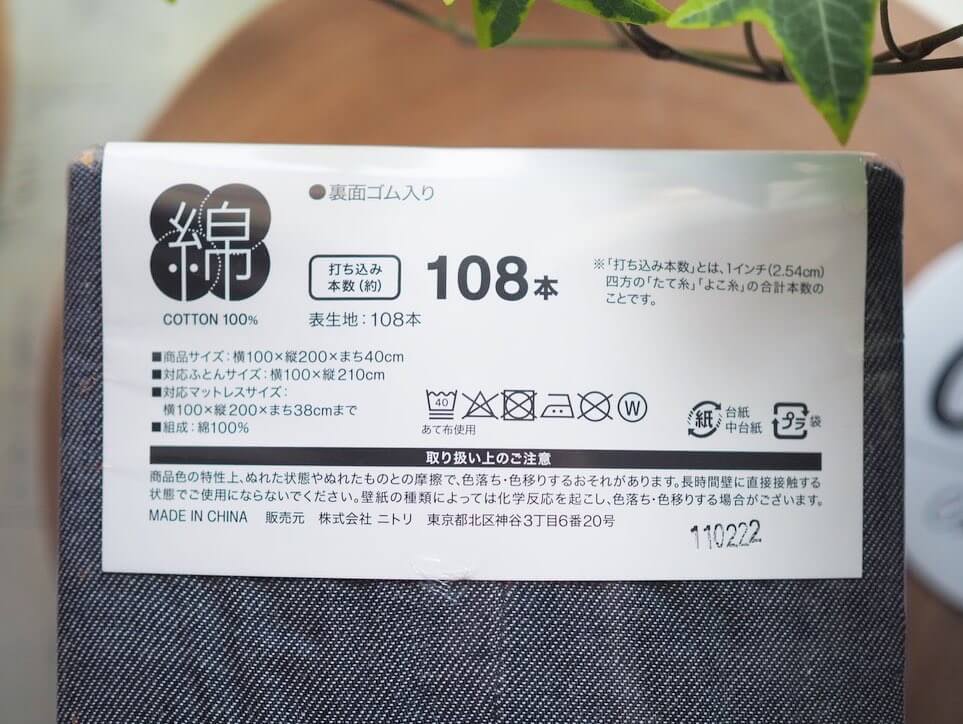 綿
COTTON 100%
●裏面ゴム入り
打ち込み
本数(約)
108本
表生地:108本
※「打ち込み本数」とは、1インチ(2.54cm)
四方の「たて糸」「よこ糸」の合計本数の
ことです。
■商品サイズ:横100×縦200×まち40cm
■対応ふとんサイズ:横100×縦210cm
■対応マットレスサイズ:
横100×縦200×まち38cmまで
■組成:綿100%
40
W
あて布使用
紙
台紙
中台紙
プラ
袋
取り扱い上のご注意
商品色の特性上、ぬれた状態やぬれたものとの摩擦で、色落ち・色移りするおそれがあります。長時間壁に直接接触する
状態でご使用にならないでください。壁紙の種類によっては化学反応を起こし、色落ち・色移りする場合がございます。
MADE IN CHINA 販売元 株式会社 ニトリ 東京都北区神谷3丁目6番20号
110222